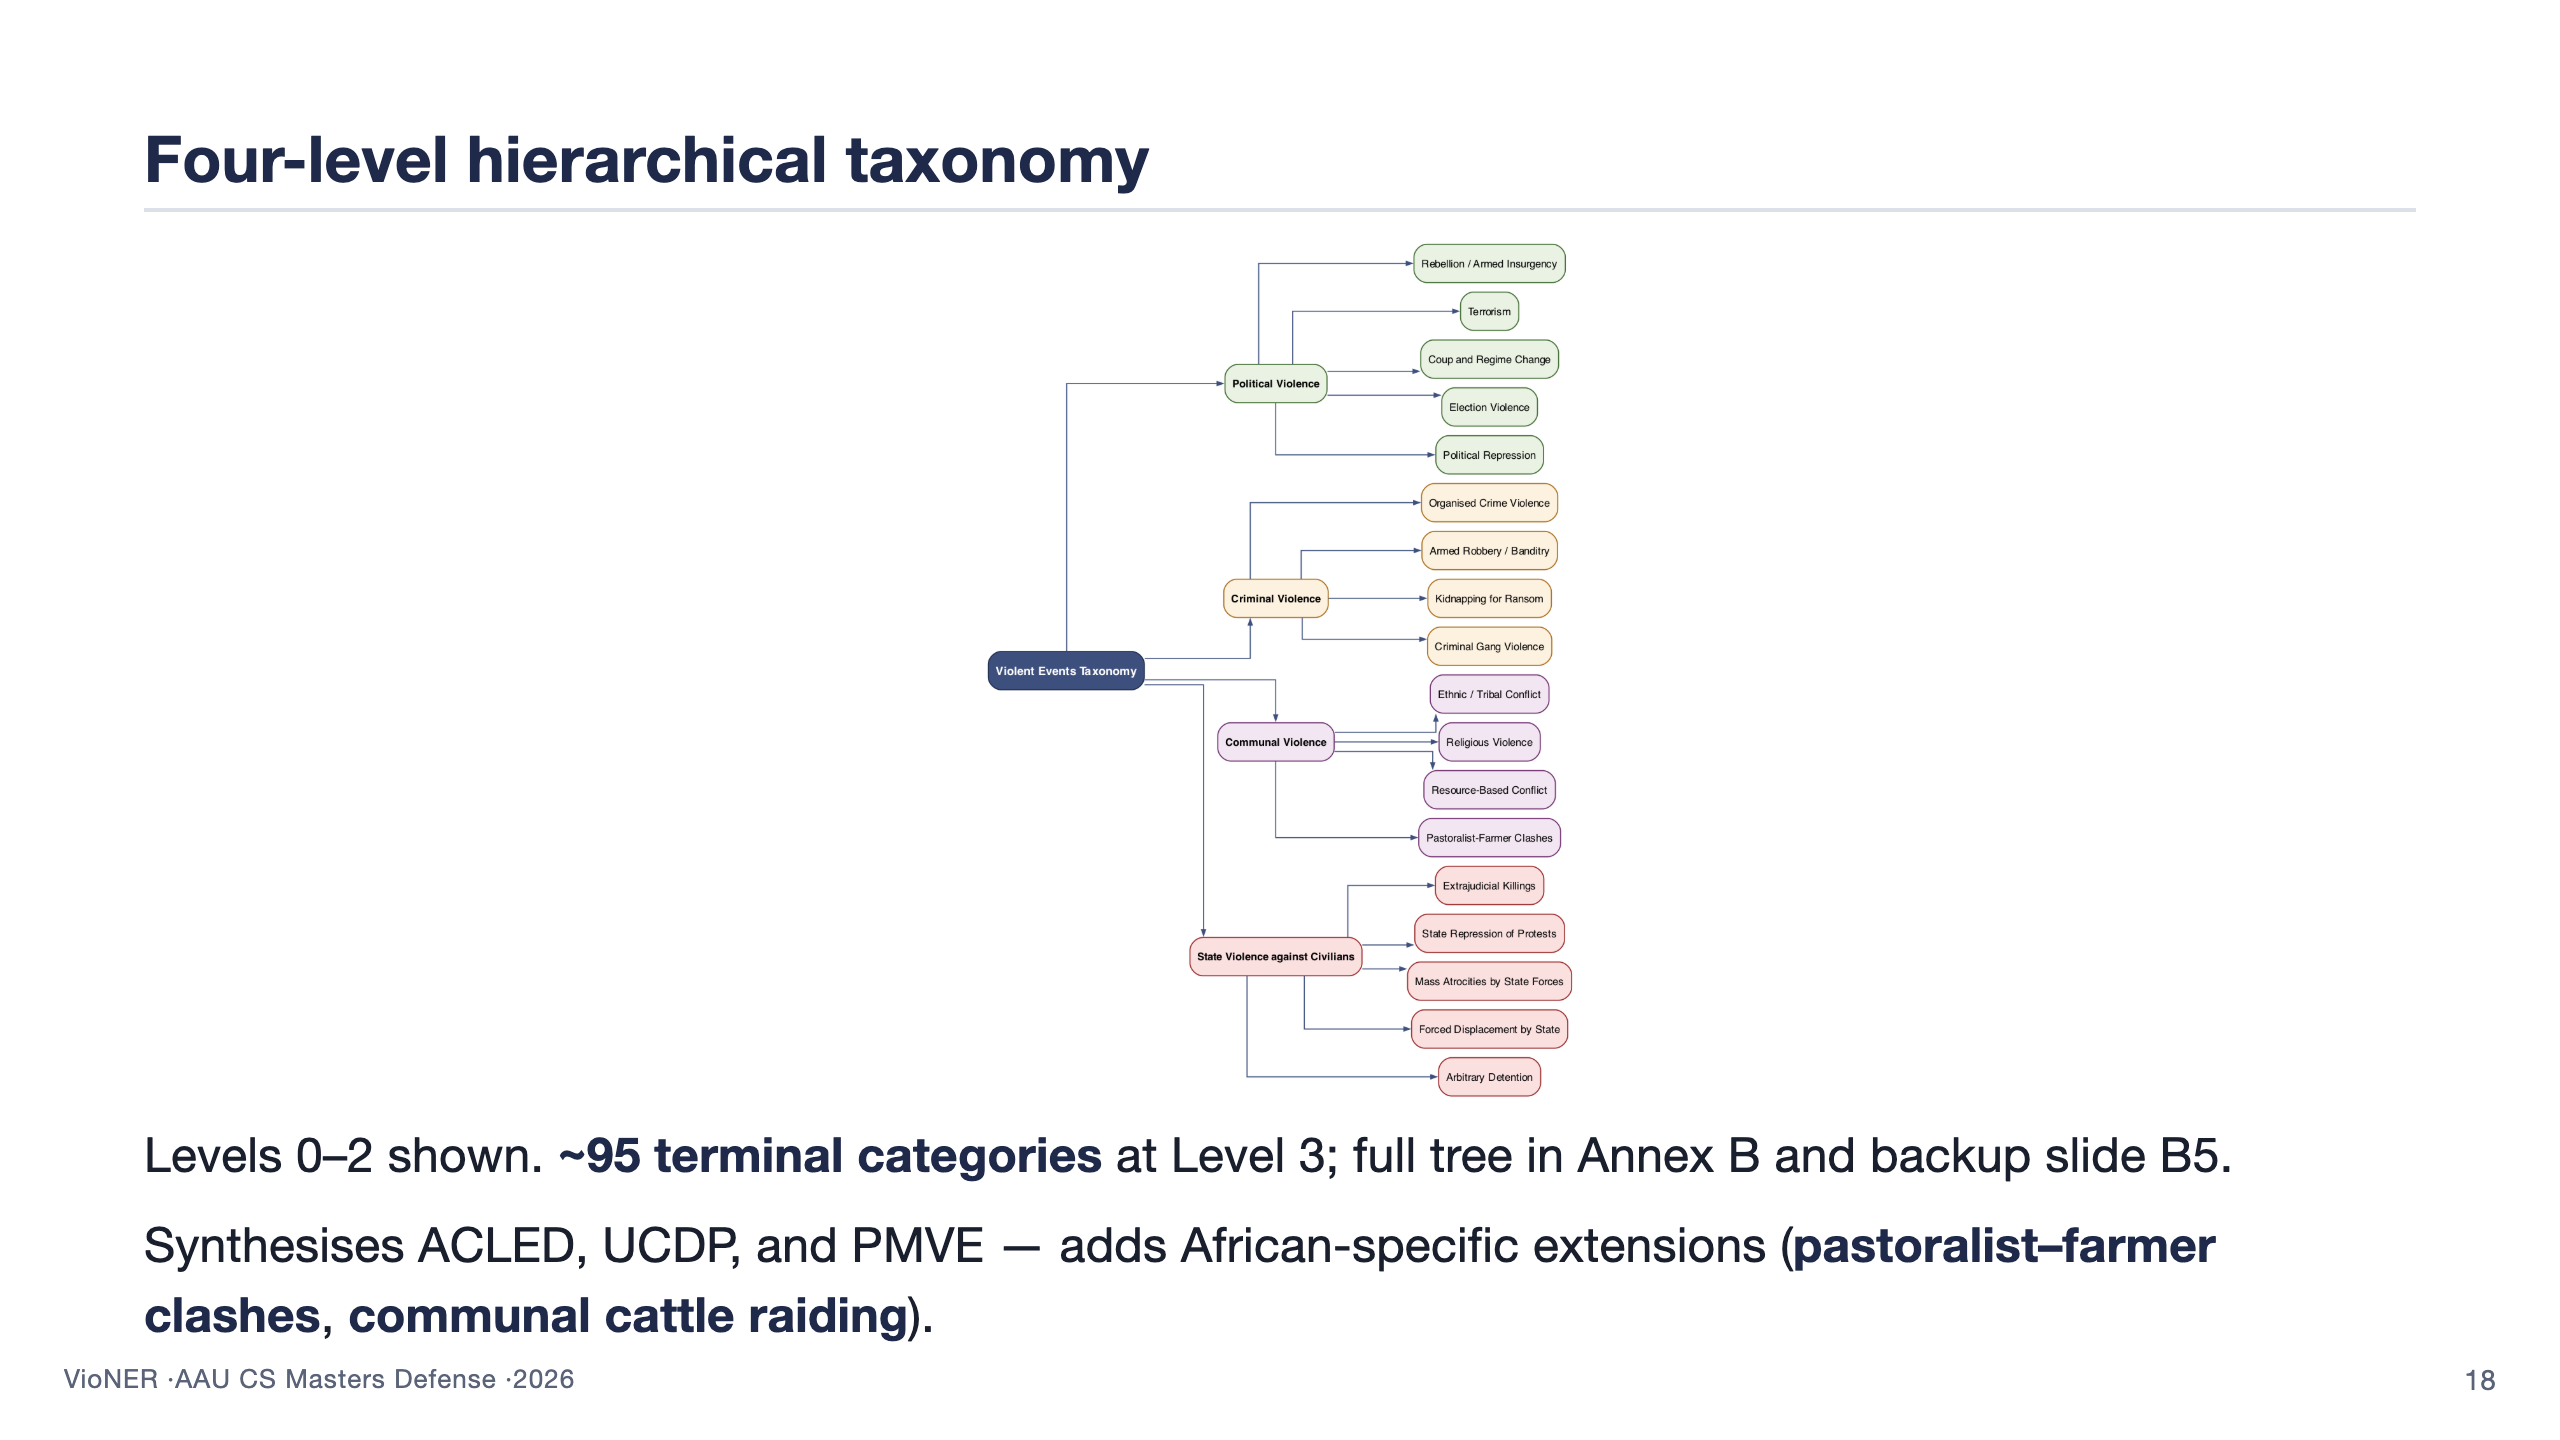 Four-level hierarchical taxonomy
Rebellion / Armed Insurgency
Terrorism
Coup and Regime Change
Political Violence
Election Violence
Political Repression
Organised Crime Violence
Armed Robbery / Banditry
Criminal Violence
Kidnapping for Ransom
Criminal Gang Violence
Violent Events Taxonomy
Ethnic / Tribal Conflict
Communal Violence
Religious Violence
Resource-Based Conflict
Pastoralist-Farmer Clashes
Extrajudicial Killings
State Repression of Protests
State Violence against Civilians
Mass Atrocities by State Forces
Forced Displacement by State
Arbitrary Detention
Levels 0–2 shown. ~95 terminal categories at Level 3; full tree in Annex B and backup slide B5.
Synthesises ACLED, UCDP, and PMVE — adds African-specific extensions (pastoralist–farmer
clashes, communal cattle raiding).
VioNER ·AAU CS Masters Defense ·2026
18